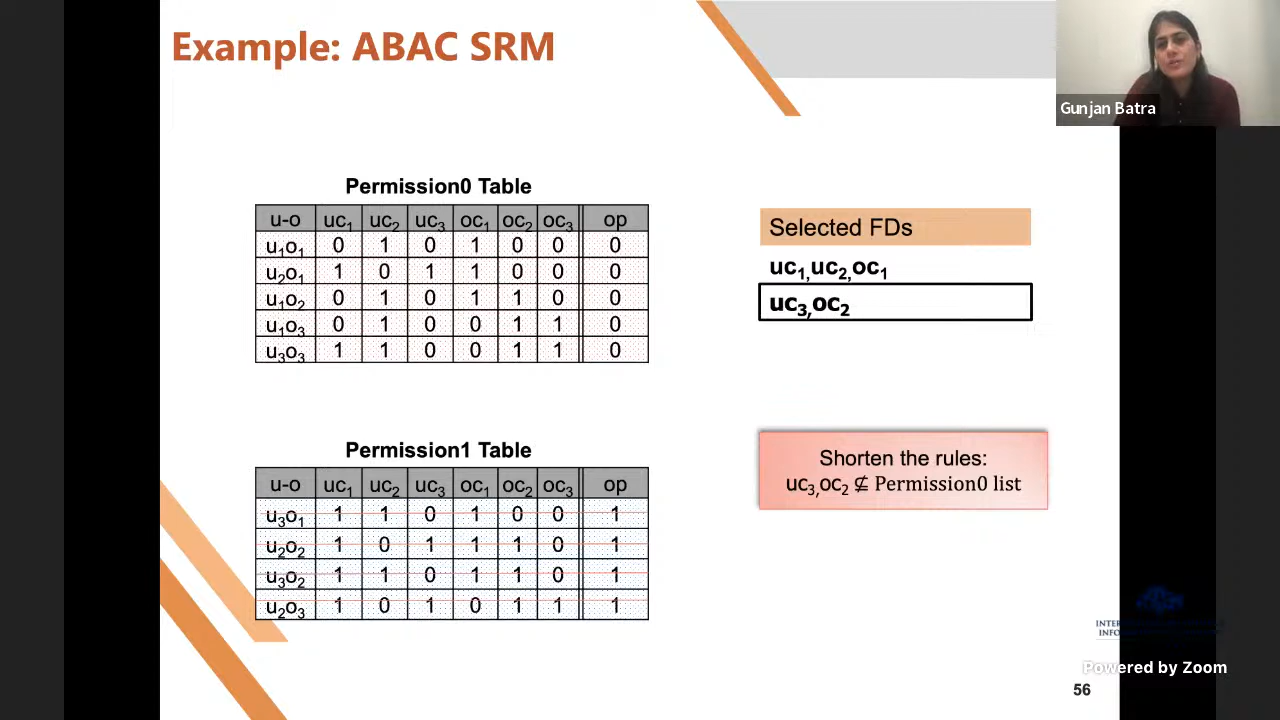 Example: ABAC SRM
Gunjan Batra
Permission0 Table
u-o uc1 uc2 uc3 oc1 oc2 oc3 op
u1o1 0 1 0 1 0 0 0
u2o1 1 0 1 1 0 0 0
u1o2 0 1 0 1 1 0 0
u1o3 0 1 0 0 1 1 0
u3o3 1 1 0 0 1 1 0
Selected FDs
uc1,uc2,oc1
uc3,oc2
Permission1 Table
u-o uc1 uc2 uc3 oc1 oc2 oc3 op
u3o1 1 1 0 1 0 0 1
u2o2 1 0 1 1 1 0 1
u3o2 1 1 0 1 1 0 1
u2o3 1 0 1 0 1 1 1
Shorten the rules:
uc3,oc2 ⊈ Permission0 list
Powered by Zoom
56